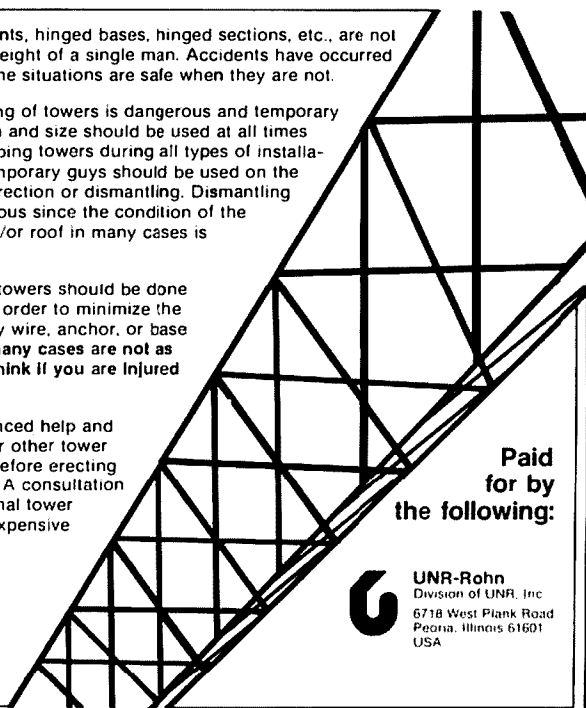 nts, hinged bases, hinged sections, etc., are not
eight of a single man. Accidents have occurred
ne situations are safe when they are not.
ng of towers is dangerous and temporary
n and size should be used at all times
bing towers during all types of installa-
mporary guys should be used on the
rection or dismantling. Dismantling
ous since the condition of the
/or roof in many cases is
towers should be done
order to minimize the
y wire, anchor, or base
many cases are not as
hink if you are injured
nced help and
r other tower
efore erecting
A consultation
nal tower
xpensive
Paid
for by
the following:
UNR-Rohn
Division of UNR, Inc
6718 West Plank Road
Peoria, Illinois 61601
USA